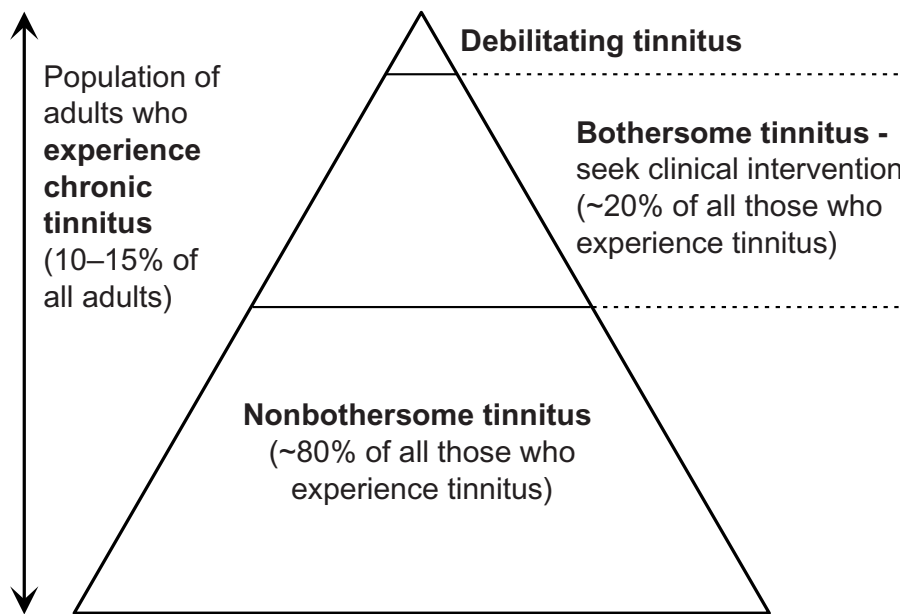 Debilitating tinnitus
Population of
adults who
experience
chronic
tinnitus
(10–15% of
all adults)
Bothersome tinnitus -
seek clinical intervention
(~20% of all those who
experience tinnitus)
Nonbothersome tinnitus
(~80% of all those who
experience tinnitus)